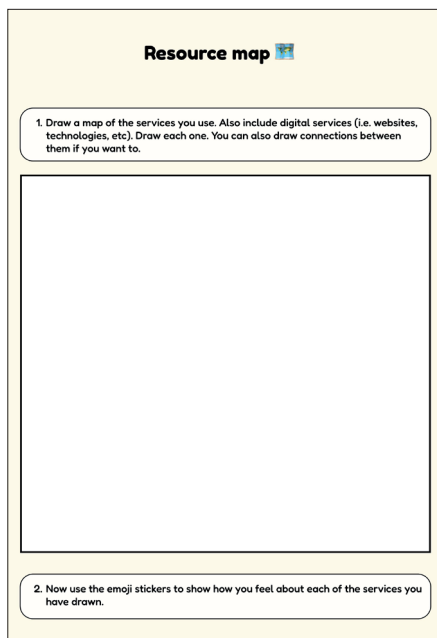 Resource map
1. Draw a map of the services you use. Also include digital services (i.e. websites,
technologies, etc). Draw each one. You can also draw connections between
them if you want to.
2. Now use the emoji stickers to show how you feel about each of the services you
have drawn.